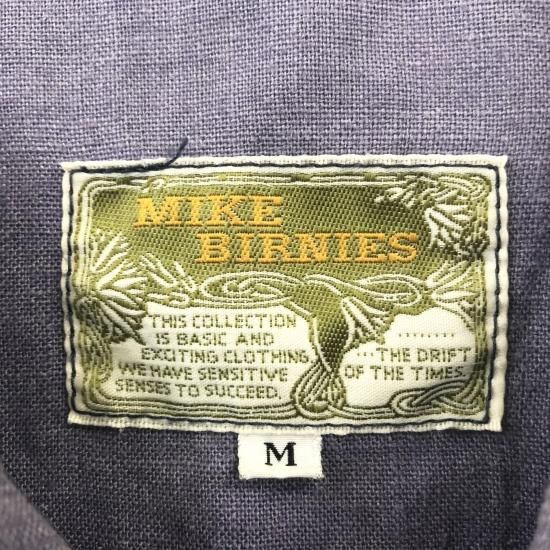 MIKE
BIRNIES
THIS COLLECTION
IS BASIC AND
EXCITING CLOTHING
WE HAVE SENSITIVE
SENSES TO SUCCEED.
........
...THE DRIFT
OF THE TIMES.
M